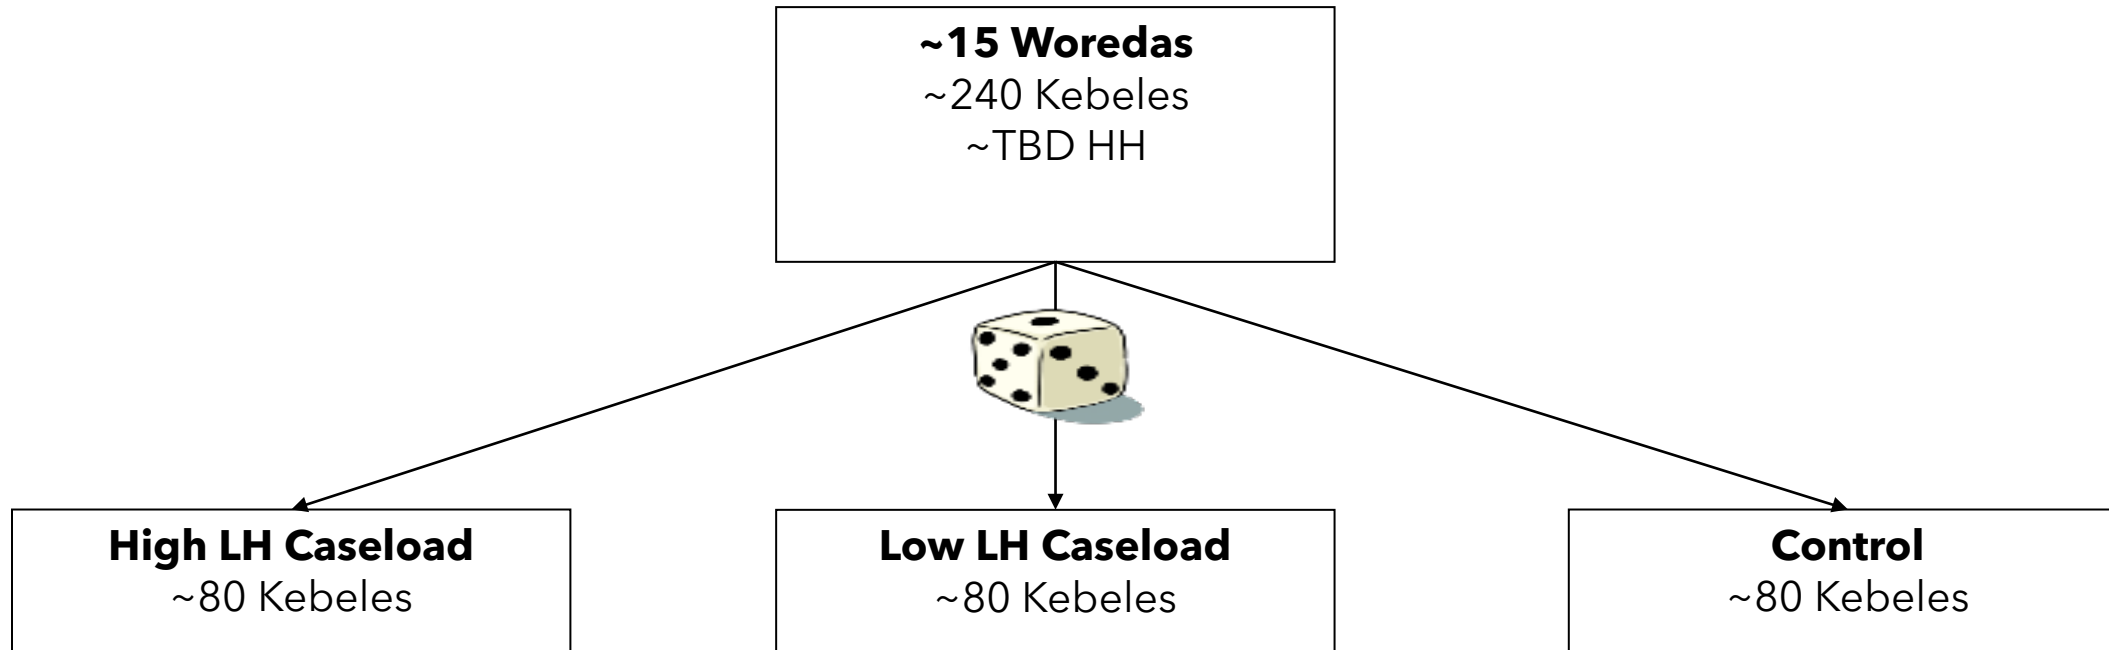 ~15 Woredas
~240 Kebeles
~TBD HH
High LH Caseload
~80 Kebeles
Low LH Caseload
~80 Kebeles
Control
~80 Kebeles